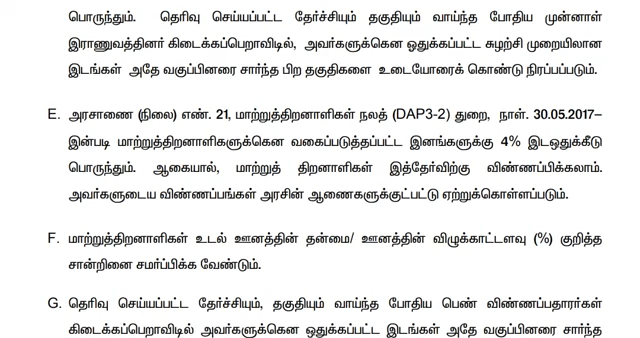 பொருந்தும். தெரிவு செய்யப்பட்ட தேர்ச்சியும் தகுதியும் வாய்ந்த போதிய முன்னாள்
இராணுவத்தினர் கிடைக்கப்பெறாவிடில், அவர்களுக்கென ஒதுக்கப்பட்ட சுழற்சி முறையிலான
இடங்கள் அதே வகுப்பினரை சார்ந்த பிற தகுதிகளை உடையோரைக் கொண்டு நிரப்பப்படும்.
E. அரசாணை (நிலை) எண். 21, மாற்றுத்திறனாளிகள் நலத் (DAP3-2) துறை, நாள். 30.05.2017–
இன்படி மாற்றுத்திறனாளிகளுக்கென வகைப்படுத்தப்பட்ட இனங்களுக்கு 4% இடஒதுக்கீடு
பொருந்தும். ஆகையால், மாற்றுத் திறனாளிகள் இத்தேர்விற்கு விண்ணப்பிக்கலாம்.
அவர்களுடைய விண்ணப்பங்கள் அரசின் ஆணைகளுக்குட்பட்டு ஏற்றுக்கொள்ளப்படும்.
F. மாற்றுத்திறனாளிகள் உடல் ஊனத்தின் தன்மை/ ஊனத்தின் விழுக்காட்டளவு (%) குறித்த
சான்றினை சமர்ப்பிக்க வேண்டும்.
G. தெரிவு செய்யப்பட்ட தேர்ச்சியும், தகுதியும் வாய்ந்த போதிய பெண் விண்ணப்பதாரர்கள்
கிடைக்கப்பெறாவிடில் அவர்களுக்கென ஒதுக்கப்பட்ட இடங்கள் அதே வகுப்பினரை சார்ந்த